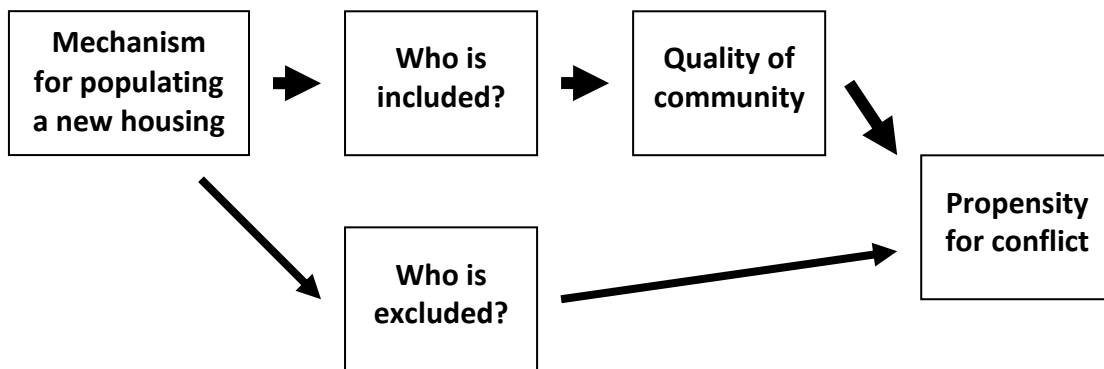 Mechanism
for populating
a new housing
Who is
included?
Quality of
community
Propensity
for conflict
Who is
excluded?